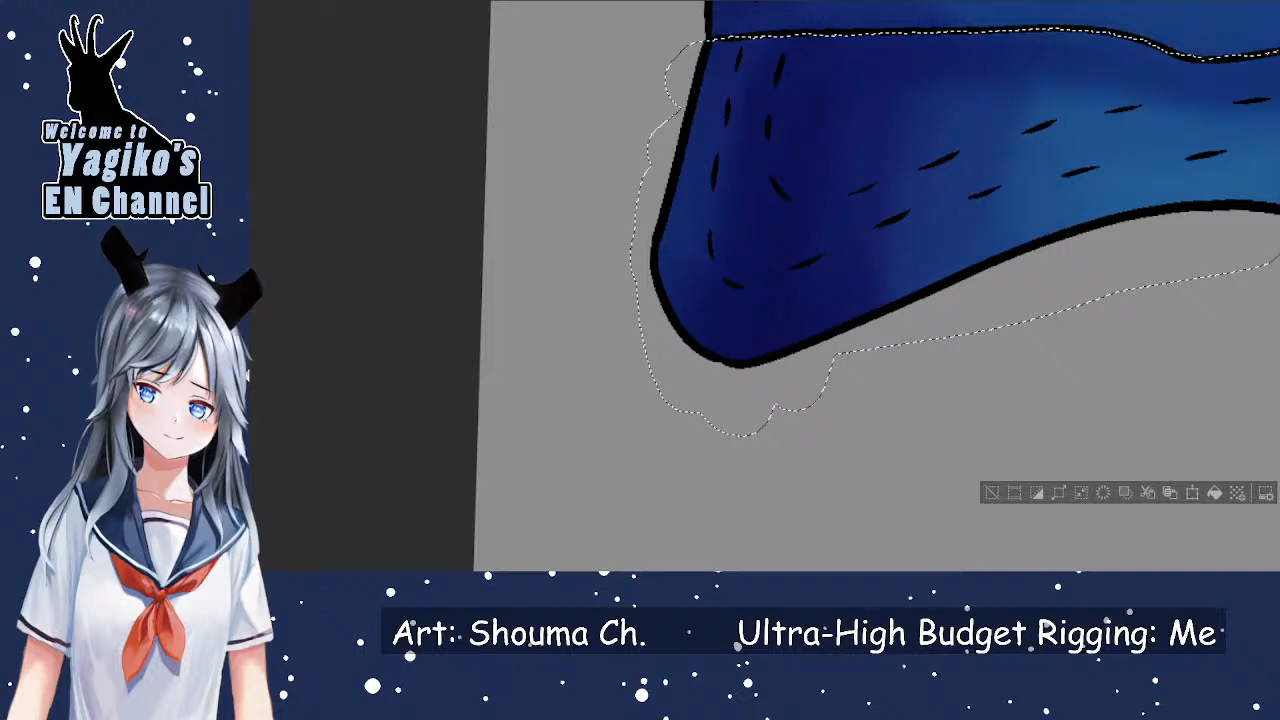 Welcome to
Yagiko's
EN Channel
Art: Shouma Ch.
Ultra-High Budget Rigging: Me